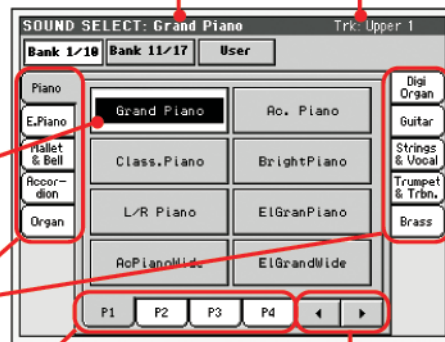 SOUND SELECT: Grand Piano Trk: Upper 1
Bank 1/10 Bank 11/17 User
Piano
E.Piano
Mallet
& Bell
Accor-
dion
Organ
Grand Piano Ac. Piano
Class.Piano BrightPiano
L/R Piano ElGranPiano
AcPianoWide ElGrandWide
Digi
Organ
Guitar
Strings
& Vocal
Trumpet
& Trbn.
Brass
P1 P2 P3 P4